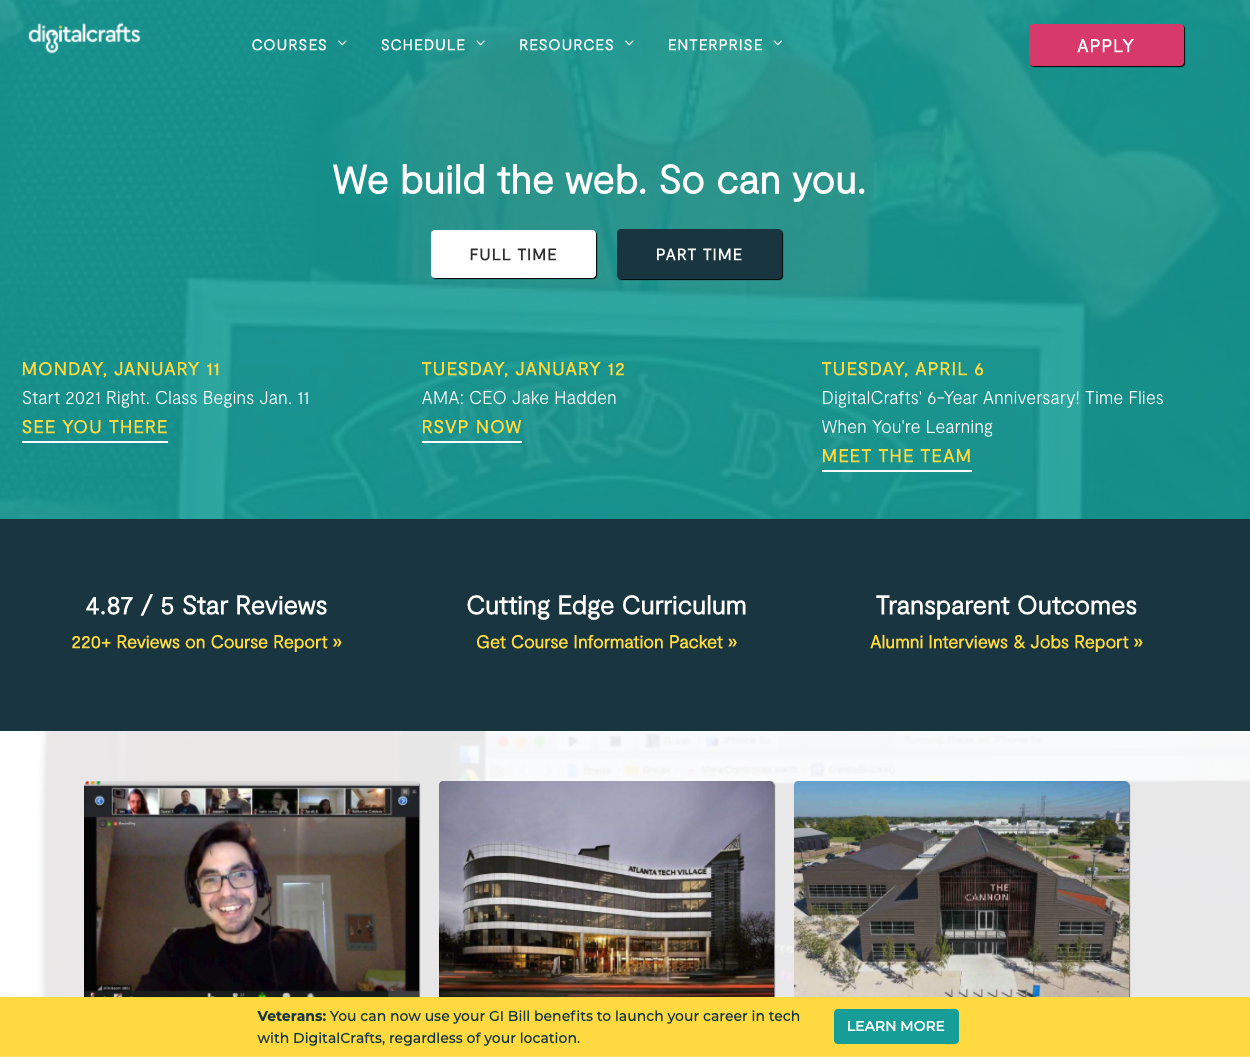 digitalcrafts
COURSES
SCHEDULE
RESOURCES
ENTERPRISE
APPLY
We build the web. So can you.
FULL TIME
PART TIME
MONDAY, JANUARY 11
Start 2021 Right. Class Begins Jan. 11
SEE YOU THERE
TUESDAY, JANUARY 12
AMA: CEO Jake Hadden
RSVP NOW
TUESDAY, APRIL 6
DigitalCrafts' 6-Year Anniversary! Time Flies
When You're Learning
MEET THE TEAM
HIRED BY:
4.87 / 5 Star Reviews
220+ Reviews on Course Report »
Cutting Edge Curriculum
Get Course Information Packet »
Transparent Outcomes
Alumni Interviews & Jobs Report »
ATLANTA TECH VILLAGE
THE
CANNON
Veterans: You can now use your GI Bill benefits to launch your career in tech
with DigitalCrafts, regardless of your location.
LEARN MORE